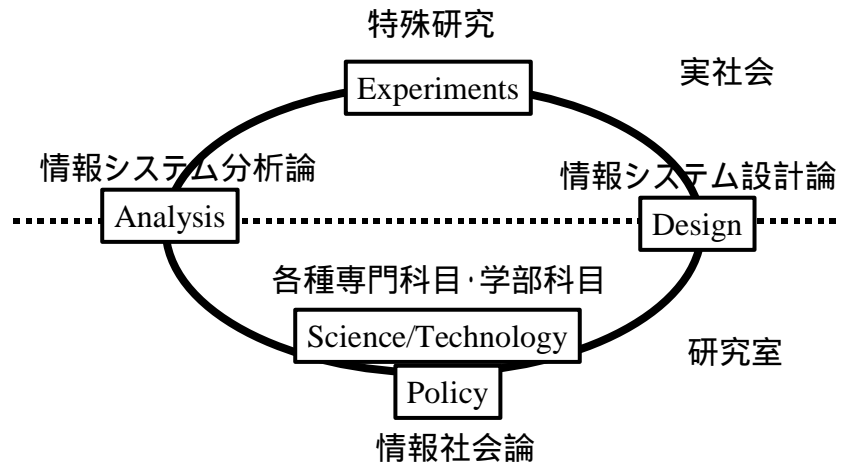 特殊研究
実社会
Experiments
情報システム分析論
情報システム設計論
Analysis
Design
各種専門科目･学部科目
Science/Technology
研究室
Policy
情報社会論